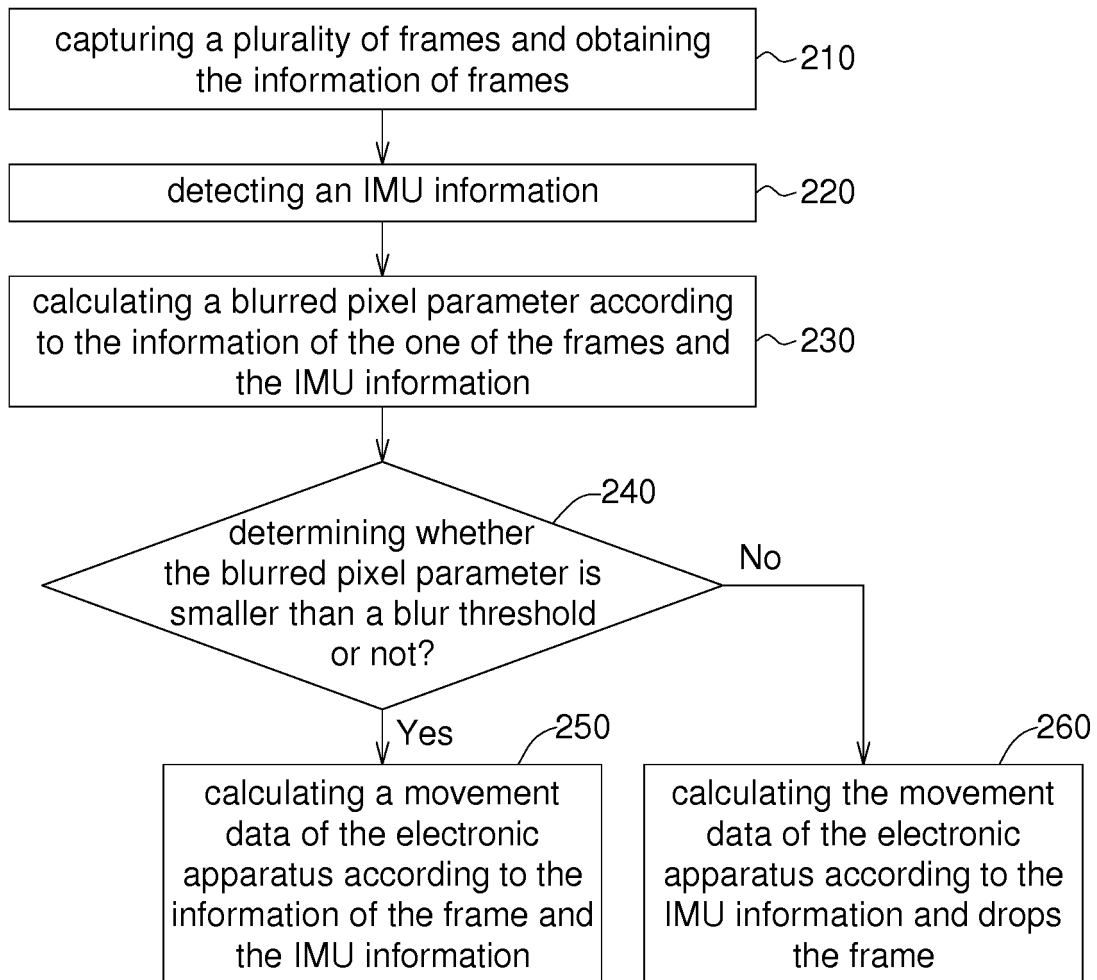 capturing a plurality of frames and obtaining
the information of frames
210
detecting an IMU information
220
calculating a blurred pixel parameter according
to the information of the one of the frames and
the IMU information
230
240
determining whether
the blurred pixel parameter is
smaller than a blur threshold
or not?
No
Yes
250
calculating a movement
data of the electronic
apparatus according to the
information of the frame and
the IMU information
260
calculating the movement
data of the electronic
apparatus according to the
IMU information and drops
the frame